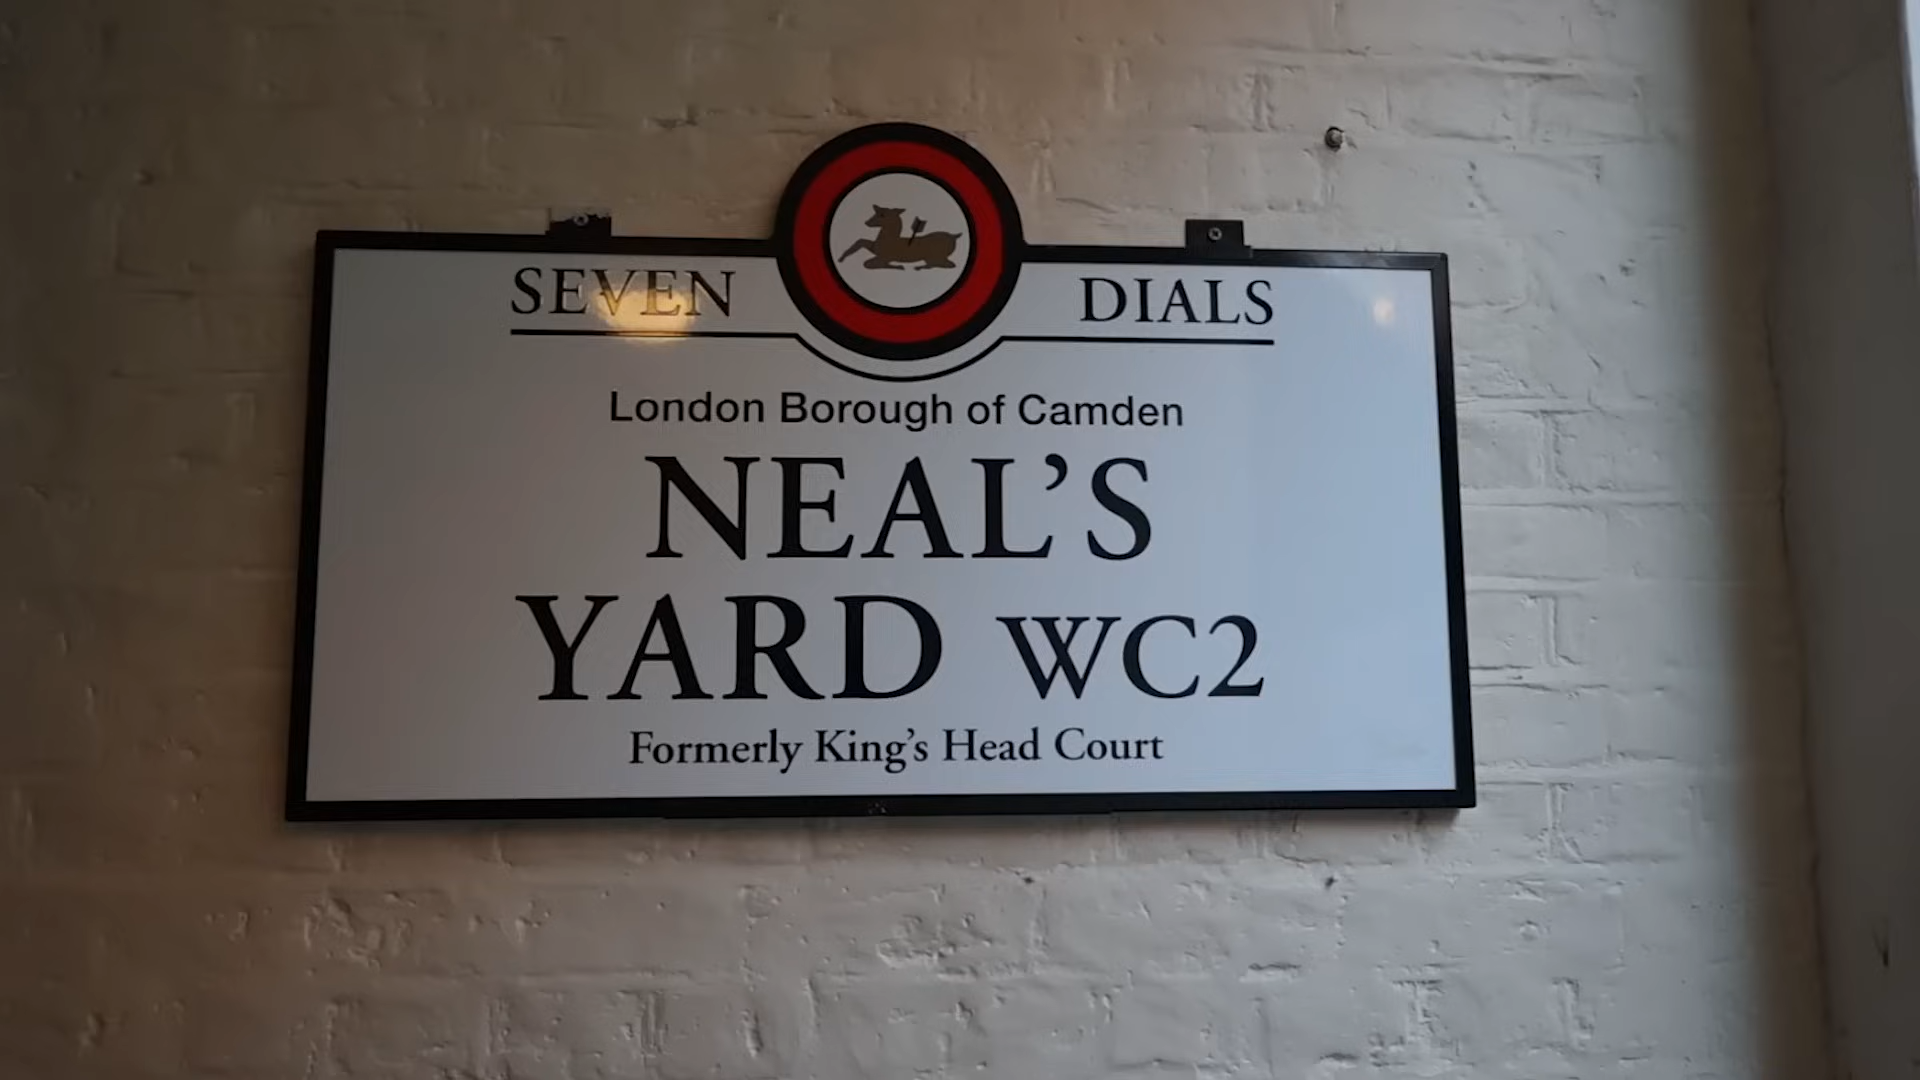 SEVEN DIALS
London Borough of Camden
NEAL’S
YARD WC2
Formerly King’s Head Court